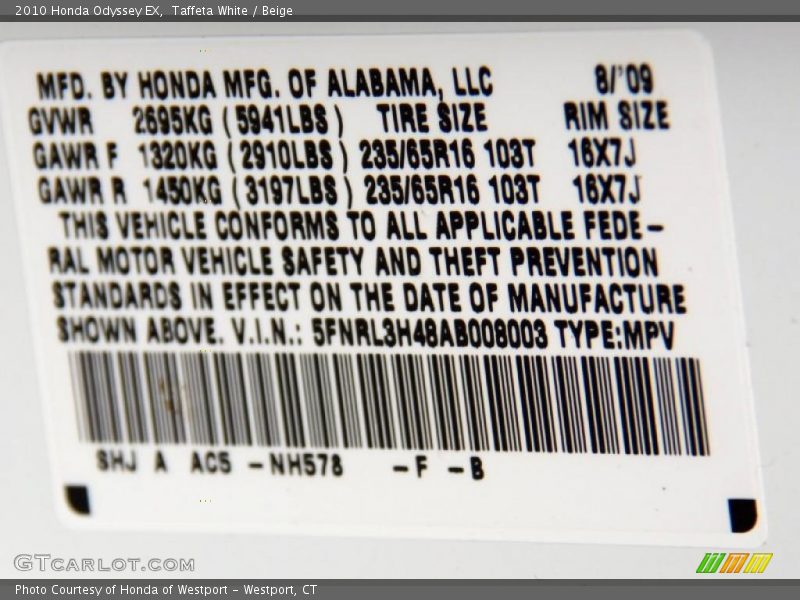 2010 Honda Odyssey EX,  Taffeta White / Beige
MFD. BY HONDA MFG. OF ALABAMA, LLC 8/'09
GVWR 2695KG (5941LBS) TIRE SIZE RIM SIZE
GAWR F 1320KG (2910LBS) 235/65R16 103T 16X7J
GAWR R 1450KG (3197LBS) 235/65R16 103T 16X7J
THIS VEHICLE CONFORMS TO ALL APPLICABLE FEDE-
RAL MOTOR VEHICLE SAFETY AND THEFT PREVENTION
STANDARDS IN EFFECT ON THE DATE OF MANUFACTURE
SHOWN ABOVE. V.I.N.: 5FNRL3H48AB008003 TYPE:MPV
SHJ A AC5 -NH578 -F -B
GTCARLOT.COM
Photo Courtesy of Honda of Westport - Westport, CT